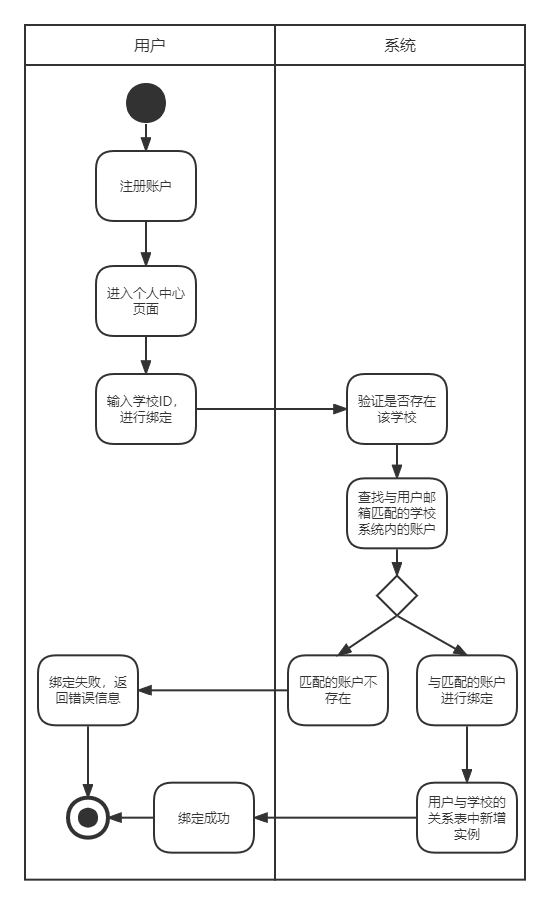 用户
系统
注册账户
进入个人中心
页面
输入学校ID，
进行绑定
验证是否存在
该学校
查找与用户邮
箱匹配的学校
系统内的账户
绑定失败，返
回错误信息
匹配的账户不
存在
与匹配的账户
进行绑定
绑定成功
用户与学校的
关系表中新增
实例